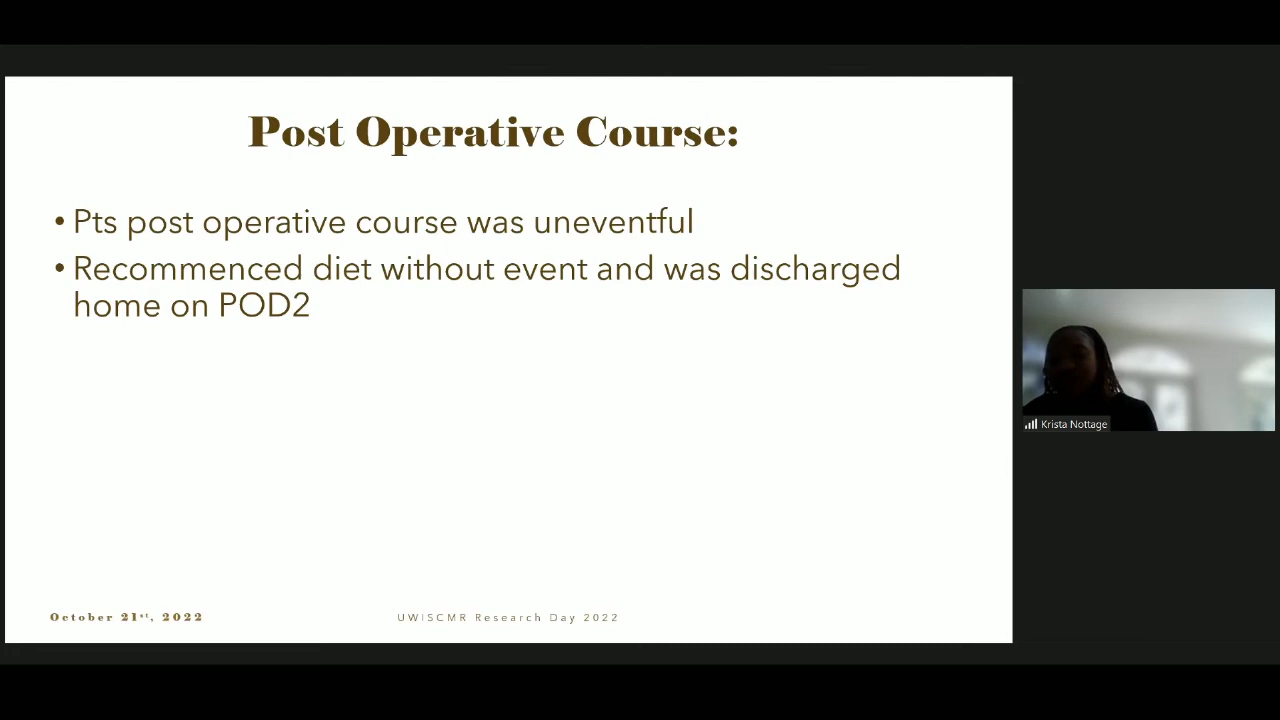 Post Operative Course:
• Pts post operative course was uneventful
• Recommenced diet without event and was discharged
home on POD2
October 21st, 2022
UWISCMR Research Day 2022
Krista Nottage